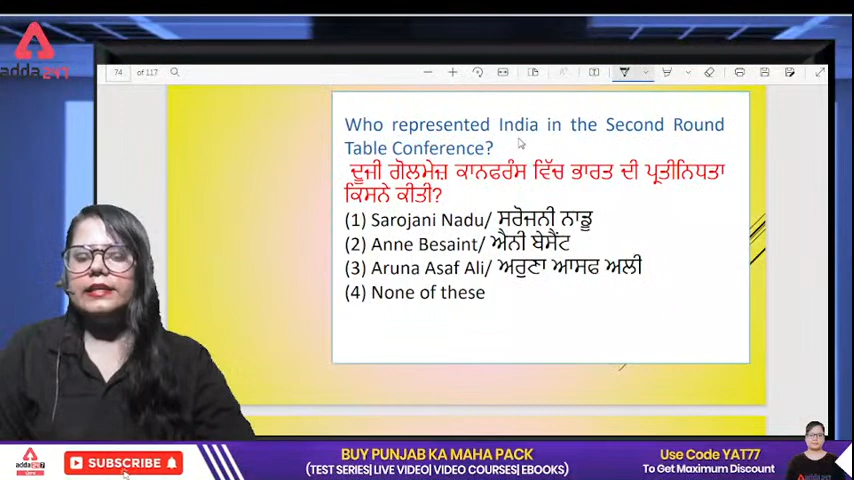 adda247
74 of 117
Who represented India in the Second Round
Table Conference?
ਦੂਜੀ ਗੋਲਮੇਜ਼ ਕਾਨਫਰੰਸ ਵਿੱਚ ਭਾਰਤ ਦੀ ਪ੍ਰਤੀਨਿਧਤਾ
ਕਿਸਨੇ ਕੀਤੀ?
(1) Sarojani Nadu/ ਸਰੋਜਨੀ ਨਾਡੂ
(2) Anne Besaint/ ਐਨੀ ਬੇਸੈਂਟ
(3) Aruna Asaf Ali/ ਅਰੁਣਾ ਆਸਫ ਅਲੀ
(4) None of these
adda247
SUBSCRIBE
BUY PUNJAB KA MAHA PACK
(TEST SERIES| LIVE VIDEO| VIDEO COURSES| EBOOKS)
Use Code YAT77
To Get Maximum Discount